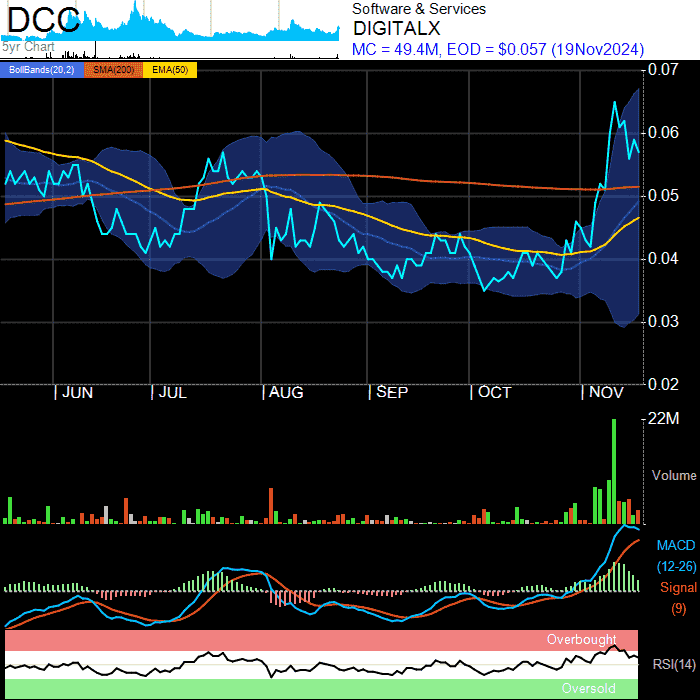 DCC
5yr Chart
Software & Services
DIGITALX
MC = 49.4M, EOD = $0.057 (19Nov2024)
BollBands(20,2) SMA(200) EMA(50)
0.07
0.06
0.05
0.04
0.03
0.02
| JUN | JUL | AUG | SEP | OCT | NOV
22M
Volume
MACD
(12-26)
Signal
(9)
Overbought
RSI(14)
Oversold